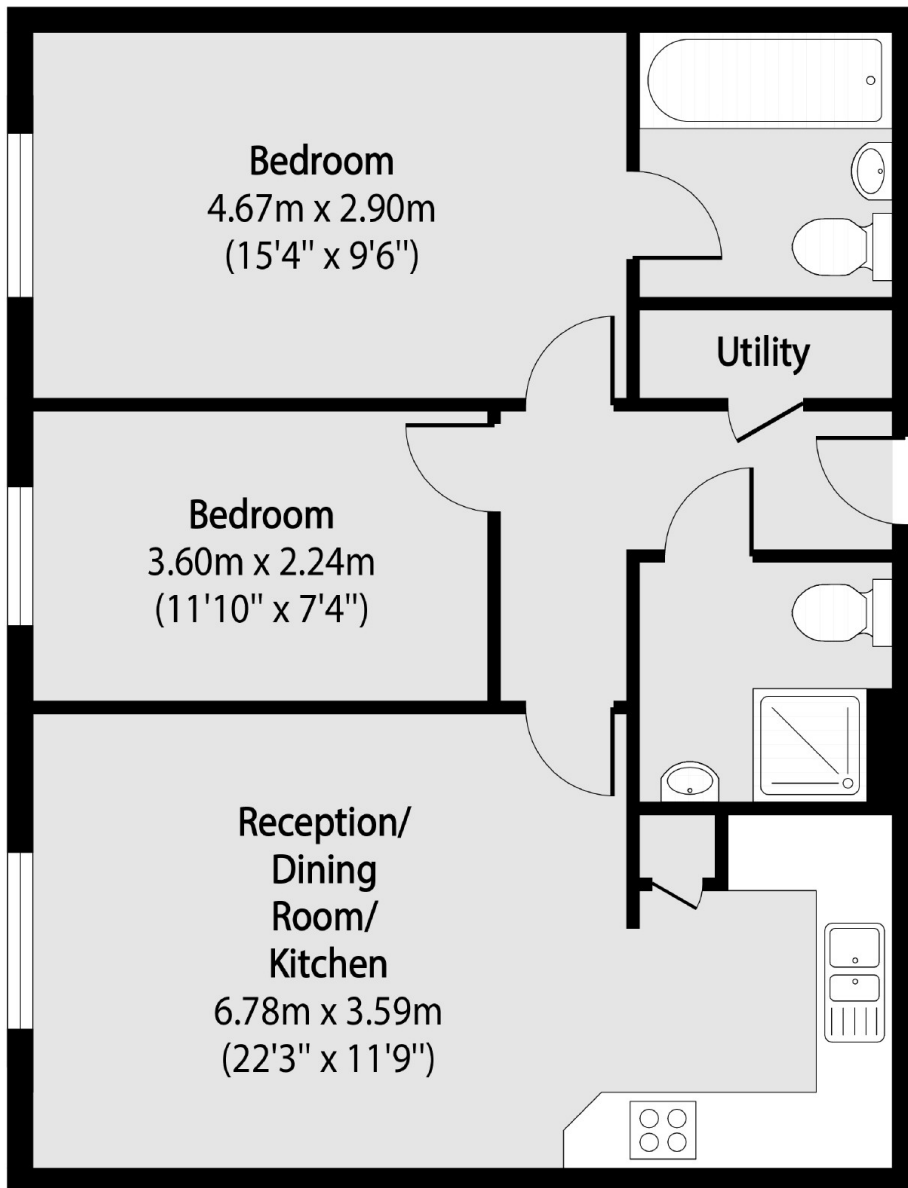 Bedroom
4.67m x 2.90m
(15'4" x 9'6")
Utility
Bedroom
3.60m x 2.24m
(11'10" x 7'4")
Reception/
Dining
Room/
Kitchen
6.78m x 3.59m
(22'3" x 11'9")